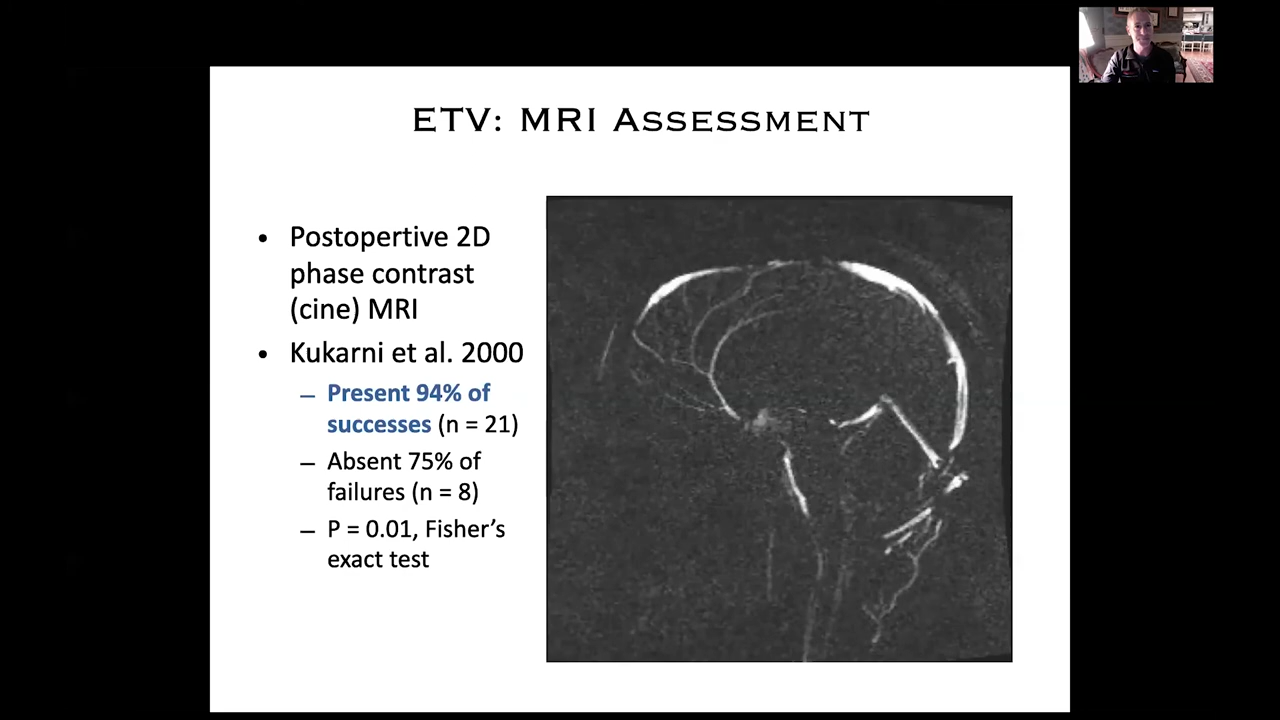 ETV: MRI Assessment
• Postopertive 2D
phase contrast
(cine) MRI
• Kukarni et al. 2000
– Present 94% of
successes (n = 21)
– Absent 75% of
failures (n = 8)
– P = 0.01, Fisher’s
exact test